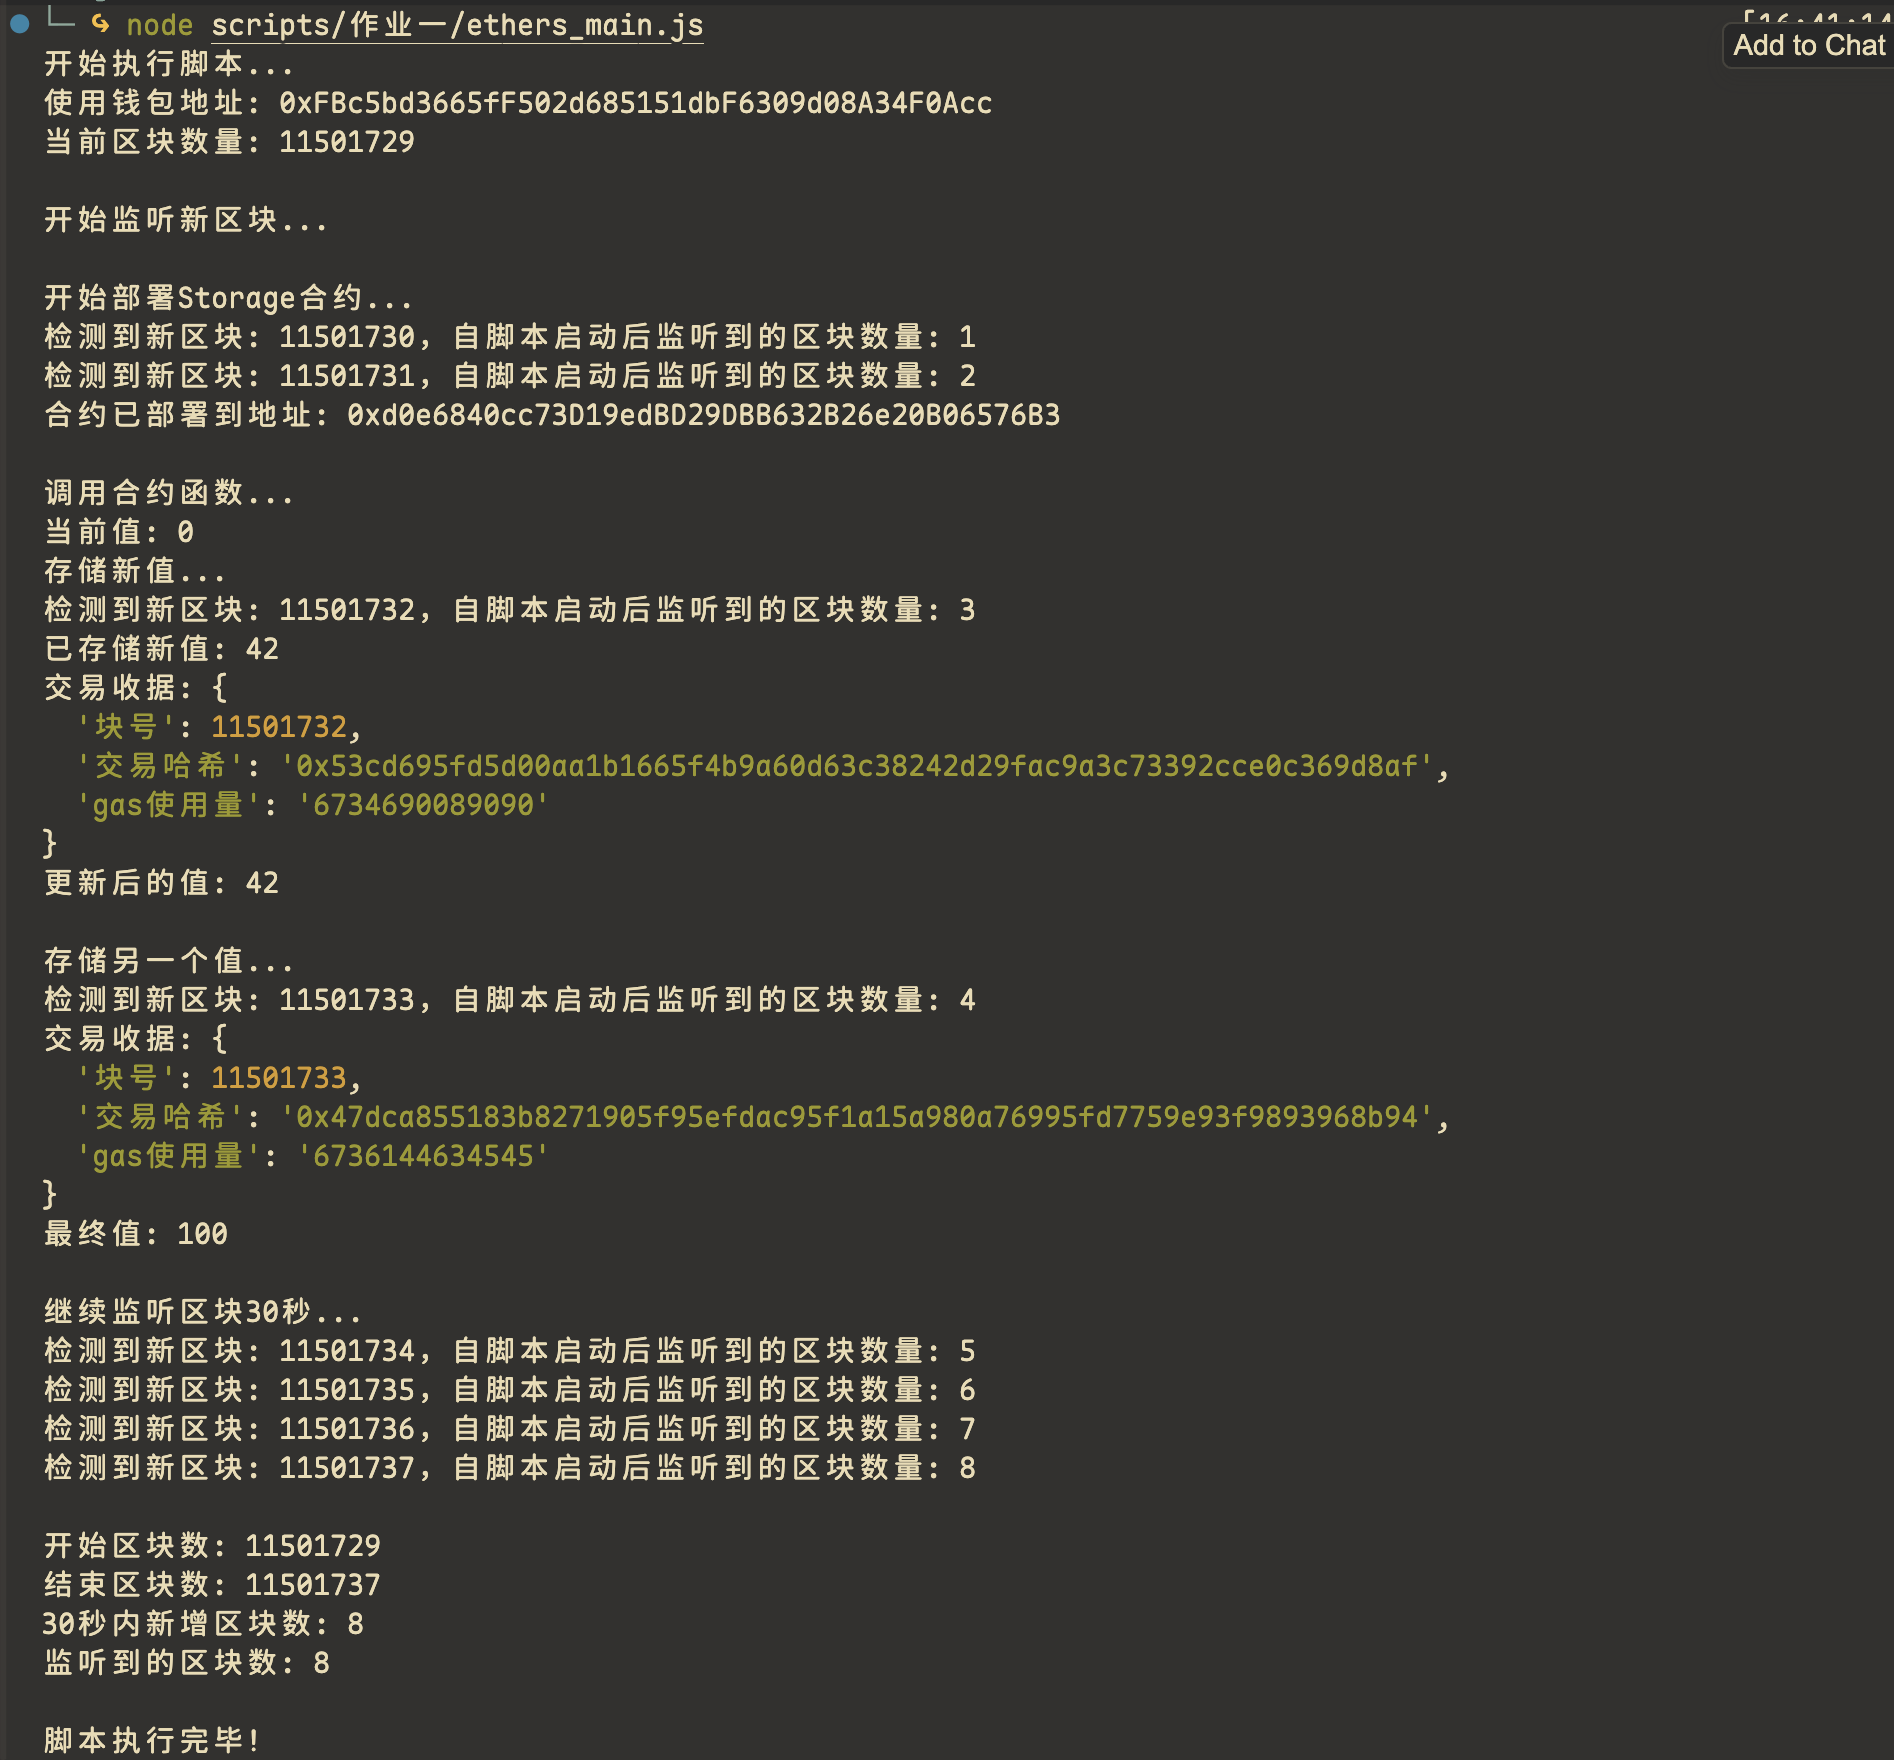 node scripts/作业一/ethers_main.js
Add to Chat
开始执行脚本...
使用钱包地址: 0xFBc5bd3665fF502d685151dbF6309d08A34F0Acc
当前区块数量: 11501729
开始监听新区块...
开始部署Storage合约...
检测到新区块: 11501730, 自脚本启动后监听到的区块数量: 1
检测到新区块: 11501731, 自脚本启动后监听到的区块数量: 2
合约已部署到地址: 0xd0e6840cc73D19edBD29DBB632B26e20B06576B3
调用合约函数...
当前值: 0
存储新值...
检测到新区块: 11501732, 自脚本启动后监听到的区块数量: 3
已存储新值: 42
交易收据: {
'块号': 11501732,
'交易哈希': '0x53cd695fd5d00aa1b1665f4b9a60d63c38242d29fac9a3c73392cce0c369d8af',
'gas使用量': '6734690089090'
}
更新后的值: 42
存储另一个值...
检测到新区块: 11501733, 自脚本启动后监听到的区块数量: 4
交易收据: {
'块号': 11501733,
'交易哈希': '0x47dca855183b8271905f95efdac95f1a15a980a76995fd7759e93f9893968b94',
'gas使用量': '6736144634545'
}
最终值: 100
继续监听区块30秒...
检测到新区块: 11501734, 自脚本启动后监听到的区块数量: 5
检测到新区块: 11501735, 自脚本启动后监听到的区块数量: 6
检测到新区块: 11501736, 自脚本启动后监听到的区块数量: 7
检测到新区块: 11501737, 自脚本启动后监听到的区块数量: 8
开始区块数: 11501729
结束区块数: 11501737
30秒内新增区块数: 8
监听到的区块数: 8
脚本执行完毕!